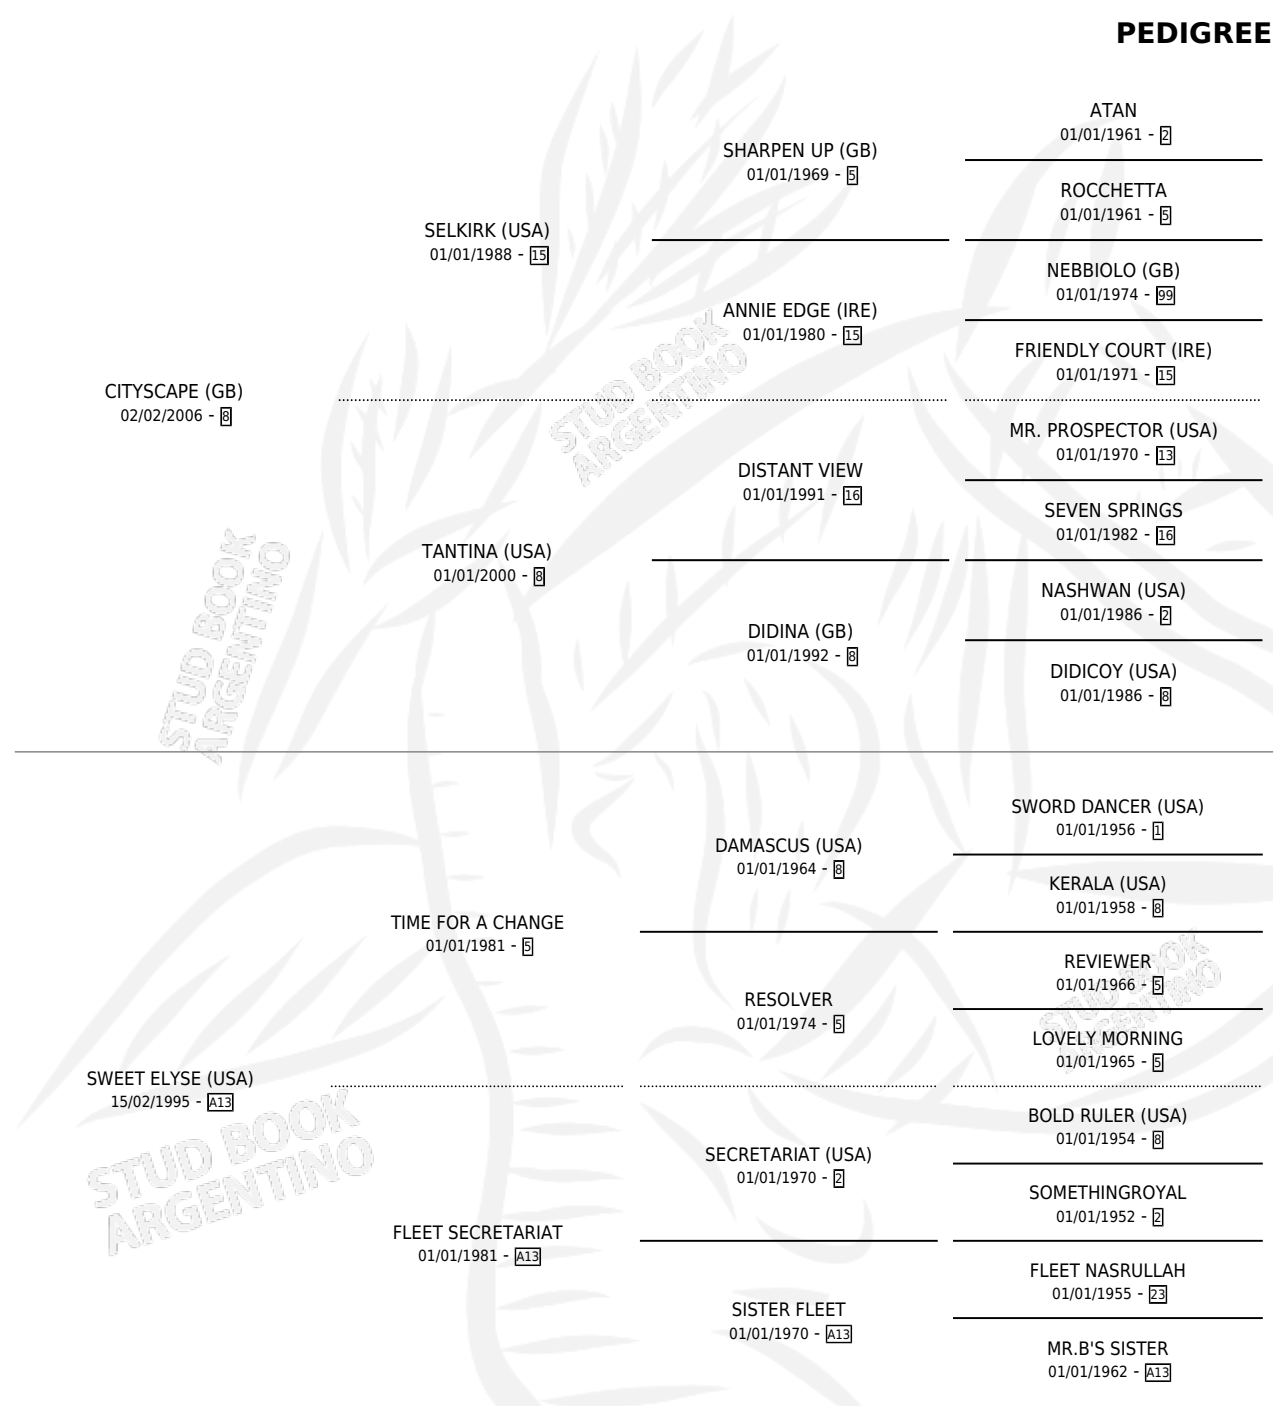 PEDIGREE
ATAN
01/01/1961 - 2
SHARPEN UP (GB)
01/01/1969 - 5
ROCCHETTA
01/01/1961 - 5
SELKIRK (USA)
01/01/1988 - 15
NEBBIOLO (GB)
01/01/1974 - 99
ANNIE EDGE (IRE)
01/01/1980 - 15
FRIENDLY COURT (IRE)
01/01/1971 - 15
CITYSCAPE (GB)
02/02/2006 - 8
MR. PROSPECTOR (USA)
01/01/1970 - 13
DISTANT VIEW
01/01/1991 - 16
SEVEN SPRINGS
01/01/1982 - 16
TANTINA (USA)
01/01/2000 - 8
NASHWAN (USA)
01/01/1986 - 2
DIDINA (GB)
01/01/1992 - 8
DIDICOY (USA)
01/01/1986 - 8
SWORD DANCER (USA)
01/01/1956 - 1
DAMASCUS (USA)
01/01/1964 - 8
KERALA (USA)
01/01/1958 - 8
TIME FOR A CHANGE
01/01/1981 - 5
REVIEWER
01/01/1966 - 5
RESOLVER
01/01/1974 - 5
LOVELY MORNING
01/01/1965 - 5
SWEET ELYSE (USA)
15/02/1995 - A13
BOLD RULER (USA)
01/01/1954 - 8
SECRETARIAT (USA)
01/01/1970 - 2
SOMETHINGROYAL
01/01/1952 - 2
FLEET SECRETARIAT
01/01/1981 - A13
FLEET NASRULLAH
01/01/1955 - 23
SISTER FLEET
01/01/1970 - A13
MR.B'S SISTER
01/01/1962 - A13
STUD BOOK
ARGENTINO
STUD BOOK
ARGENTINO
STUD BOOK
ARGENTINO
STUD BOOK
ARGENTINO